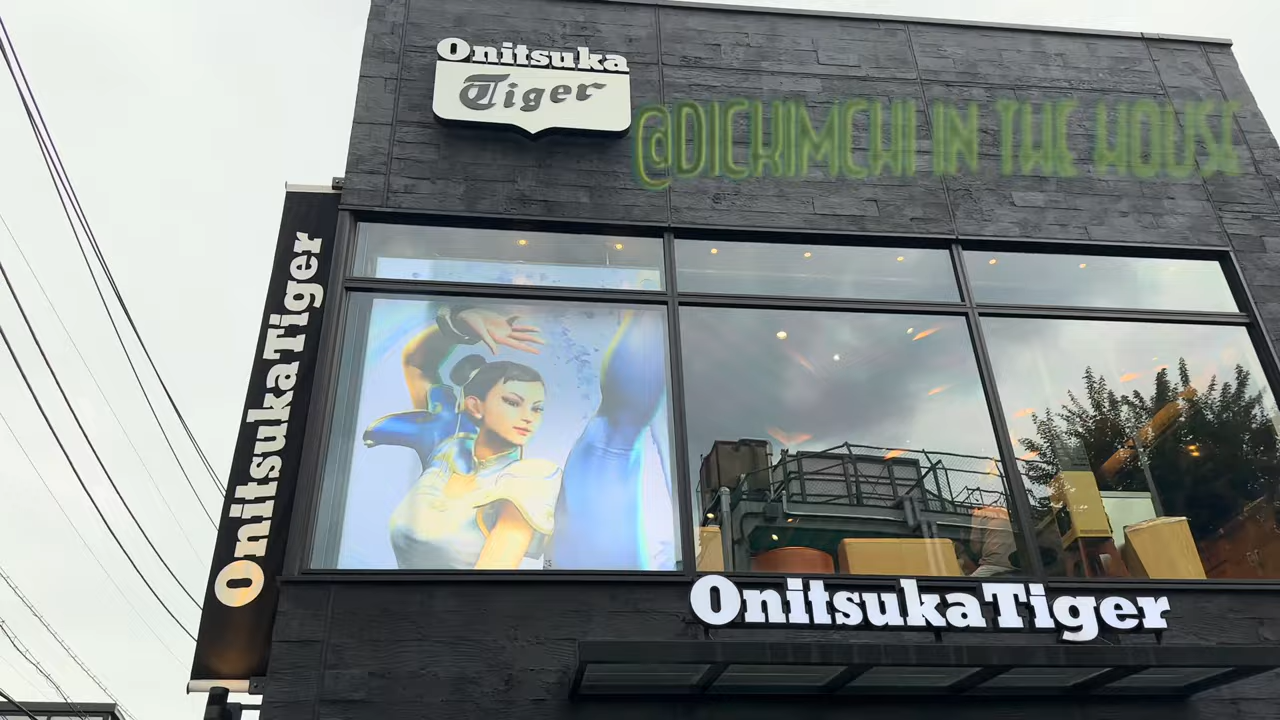 Onitsuka
Tiger
@DICKIMCHI IN THE HOUSE
OnitsukaTiger
OnitsukaTiger